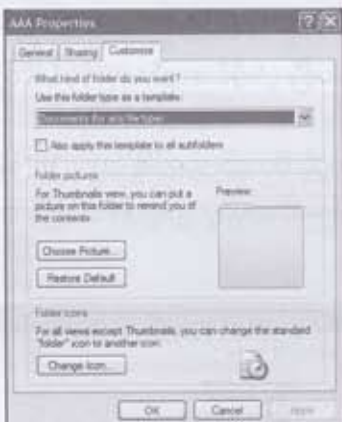 AAA Properties
General Sharing Customize
What kind of folder do you want?
Use this folder type as a template:
Documents (for any file type)
Also apply this template to all subfolders
Folder pictures
For Thumbnails view, you can put a
picture on this folder to remind you of
the contents.
Preview:
Choose Picture...
Restore Default
Folder icons
For all views except Thumbnails, you can change the standard
"folder" icon to another icon.
Change Icon...
OK Cancel Apply